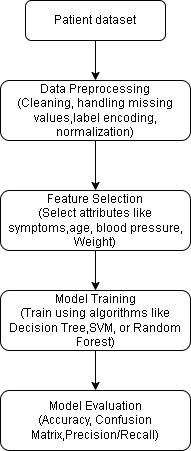 Patient dataset
Data Preprocessing
(Cleaning, handling missing
values,label encoding,
normalization)
Feature Selection
(Select attributes like
symptoms,age, blood pressure,
Weight)
Model Training
(Train using algorithms like
Decision Tree,SVM, or Random
Forest)
Model Evaluation
(Accuracy, Confusion
Matrix,Precision/Recall)